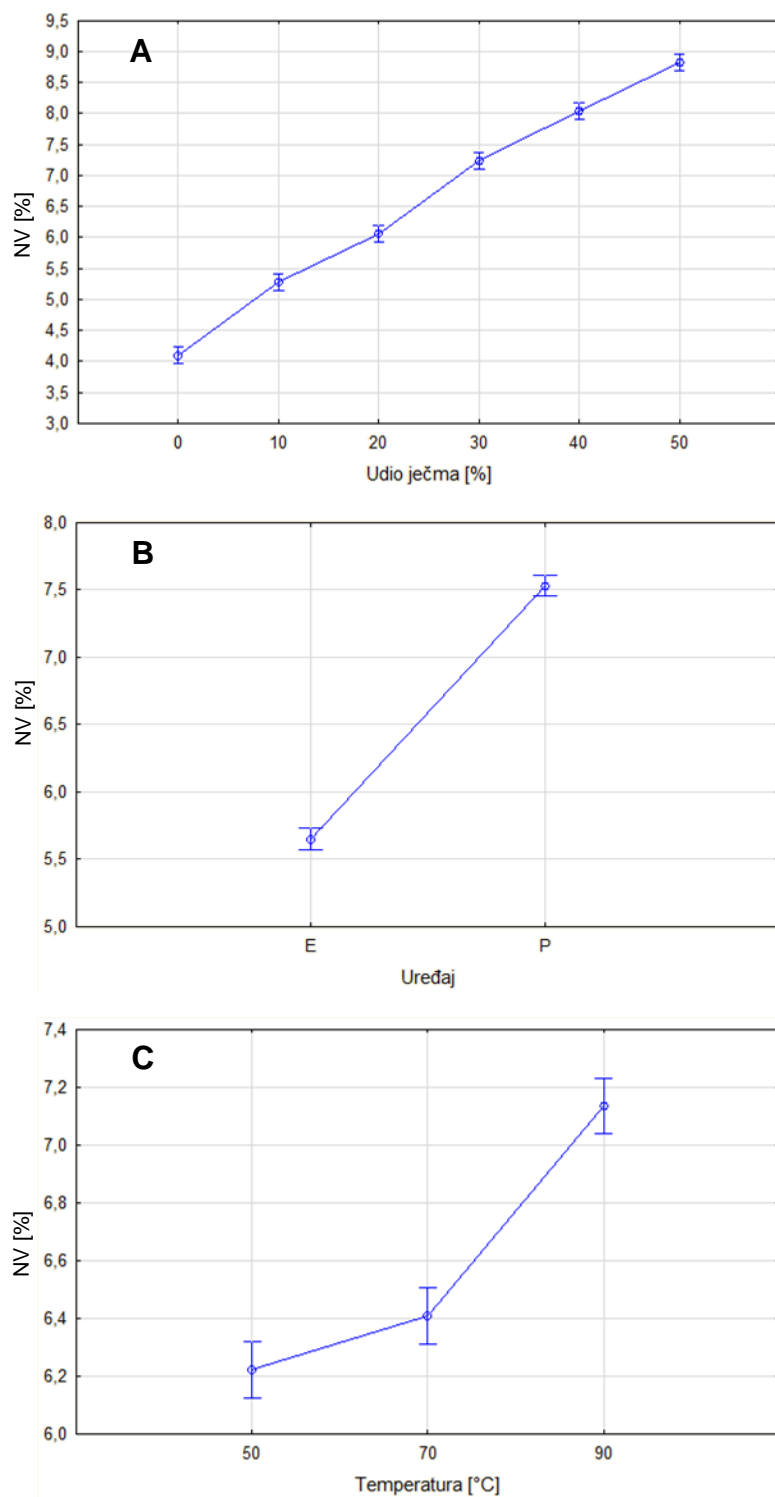 A
NV [%]
9,5
9,0
8,5
8,0
7,5
7,0
6,5
6,0
5,5
5,0
4,5
4,0
3,5
3,0
0 10 20 30 40 50
Udio ječma [%]
B
NV [%]
8,0
7,5
7,0
6,5
6,0
5,5
5,0
E P
Uređaj
C
NV [%]
7,4
7,2
7,0
6,8
6,6
6,4
6,2
6,0
50 70 90
Temperatura [°C]